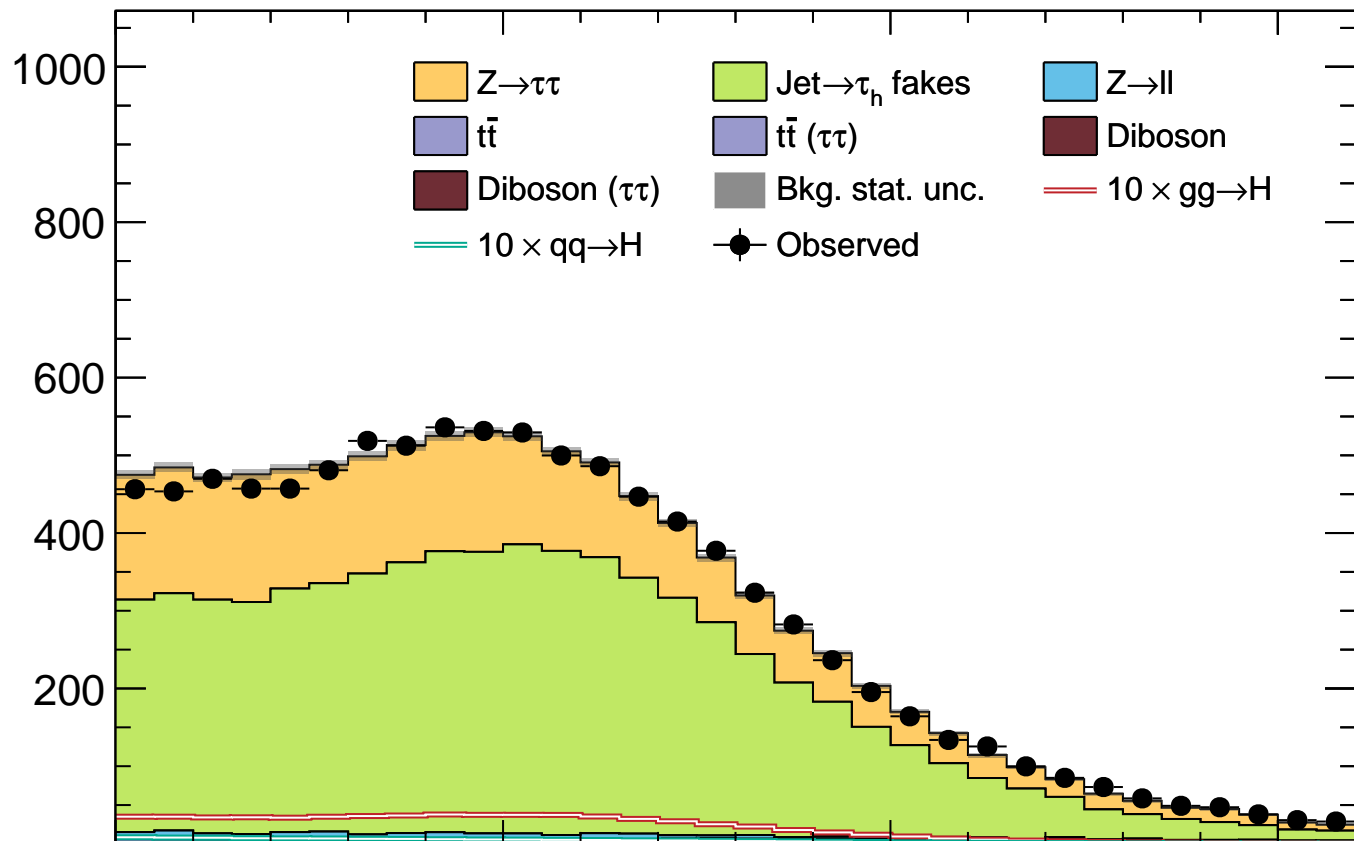 1000
Z→ττ Jet→τh fakes Z→ll
tt̄ tt̄ (ττ) Diboson
Diboson (ττ) Bkg. stat. unc. 10 × gg→H
800
10 × qq→H Observed
600
400
200